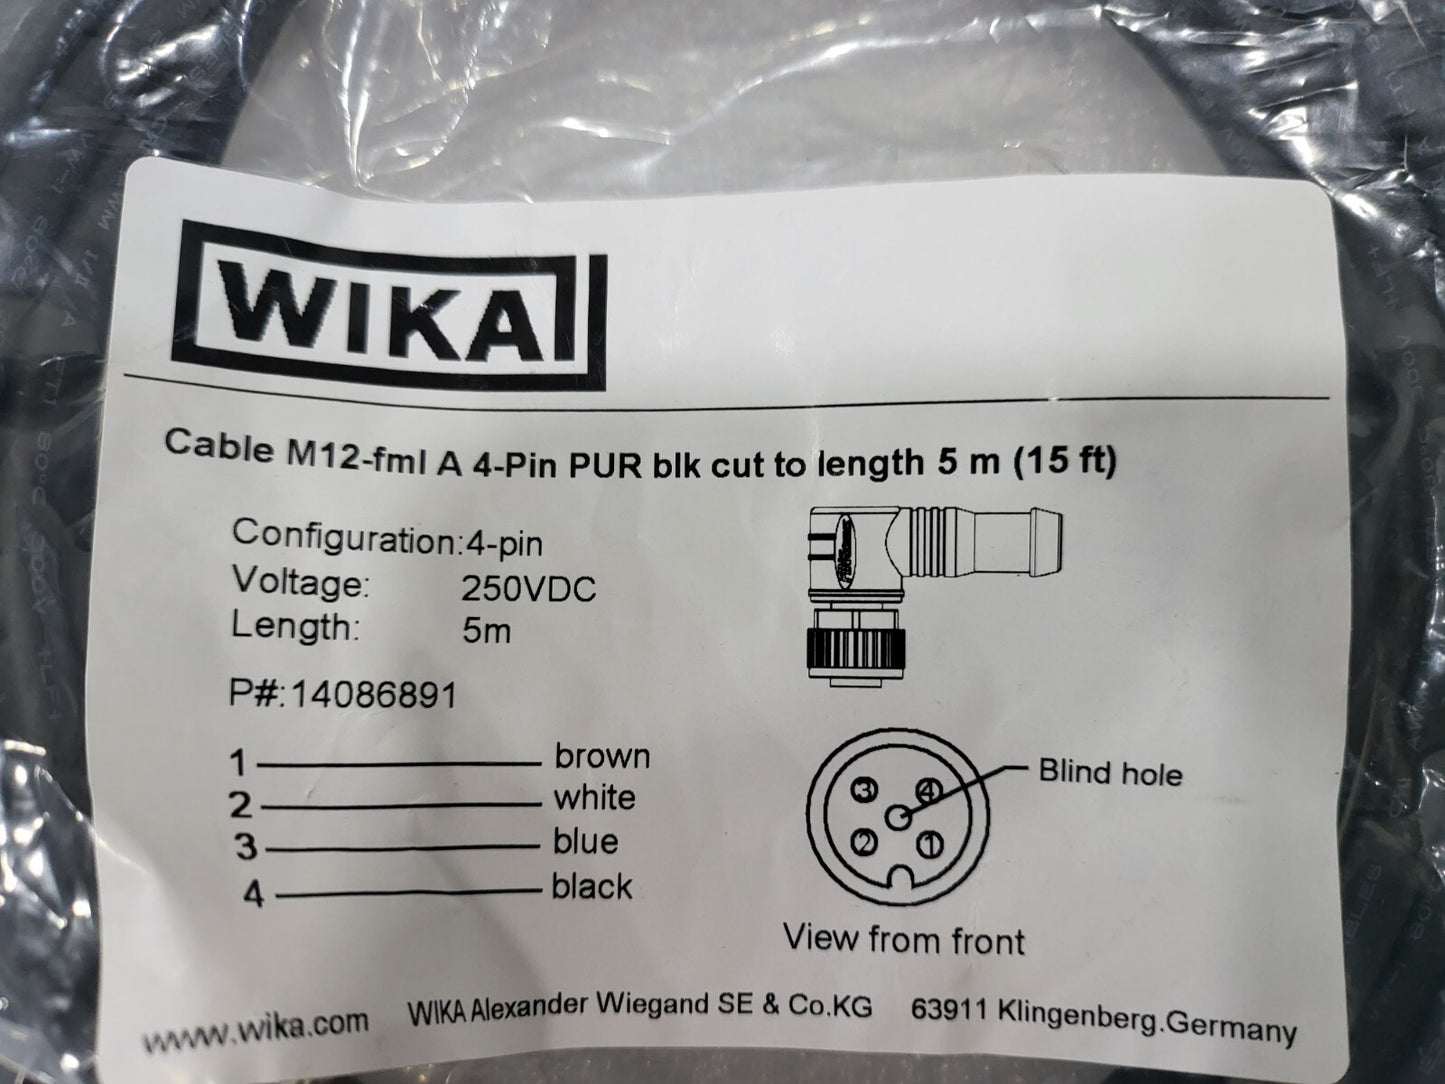 WIKA
Cable M12-fml A 4-Pin PUR blk cut to length 5 m (15 ft)
Configuration:4-pin
Voltage: 250VDC
Length: 5m
P#:14086891
1 brown
2 white
3 blue
4 black
3 4 Blind hole
2 1
View from front
www.wika.com WIKA Alexander Wiegand SE & Co.KG 63911 Klingenberg.Germany